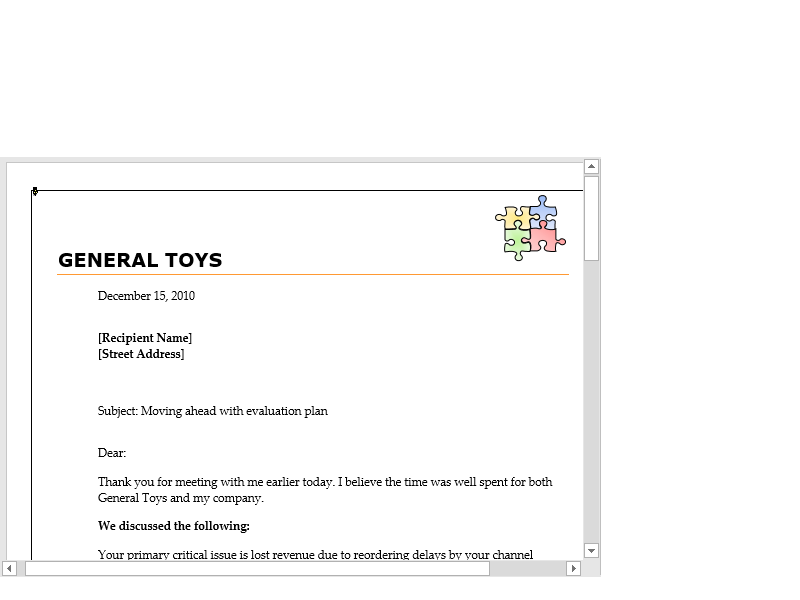 GENERAL TOYS
December 15, 2010
[Recipient Name]
[Street Address]
Subject: Moving ahead with evaluation plan
Dear:
Thank you for meeting with me earlier today. I believe the time was well spent for both
General Toys and my company.
We discussed the following:
Your primary critical issue is lost revenue due to reordering delays by your channel